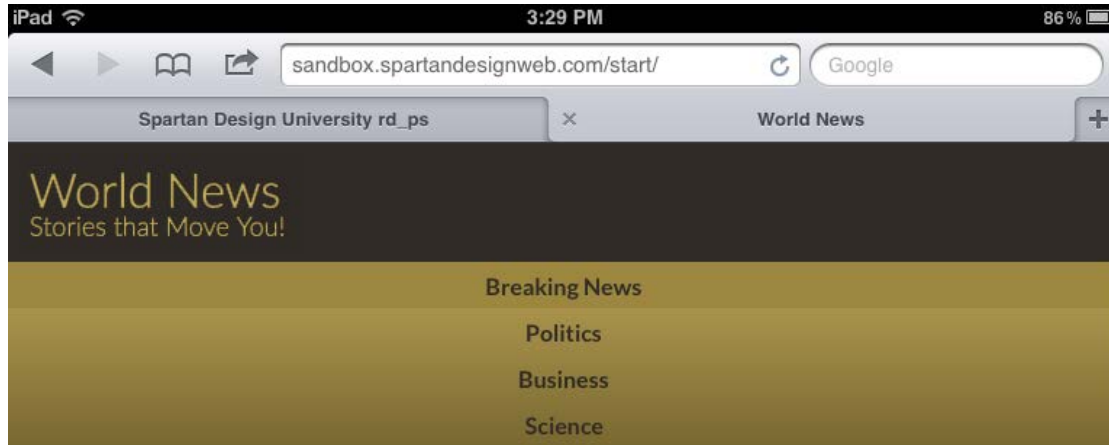 iPad 3:29 PM 86%
sandbox.spartandesignweb.com/start/ Google
Spartan Design University rd_ps World News
World News
Stories that Move You!
Breaking News
Politics
Business
Science